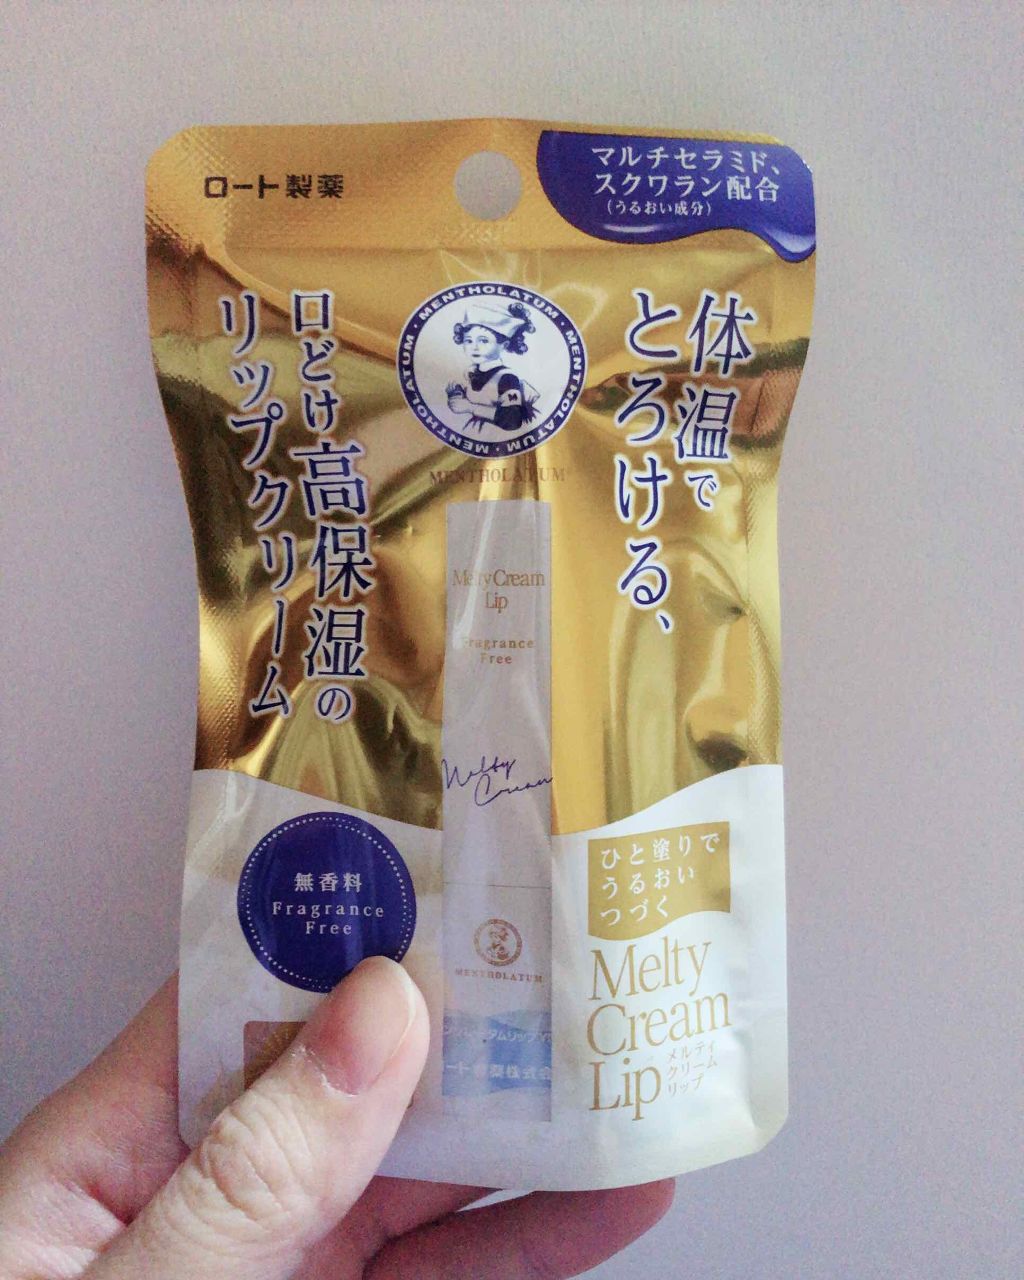 ロート製薬
マルチセラミド、
スクワラン配合
(うるおい成分)
体温で
とろける、
口どけ高保湿の
リップクリーム
MENTHOLATUM · MENTHOLATUM · MENTHOLATUM · MENTHOLATUM
MENTHOLATUM
Melty Cream
Lip
Fragrance
Free
Melty
Cream
無香料
Fragrance
Free
MENTHOLATUM
ひと塗りで
うるおい
つづく
Melty
Cream
Lip
メルティ
クリーム
リップ